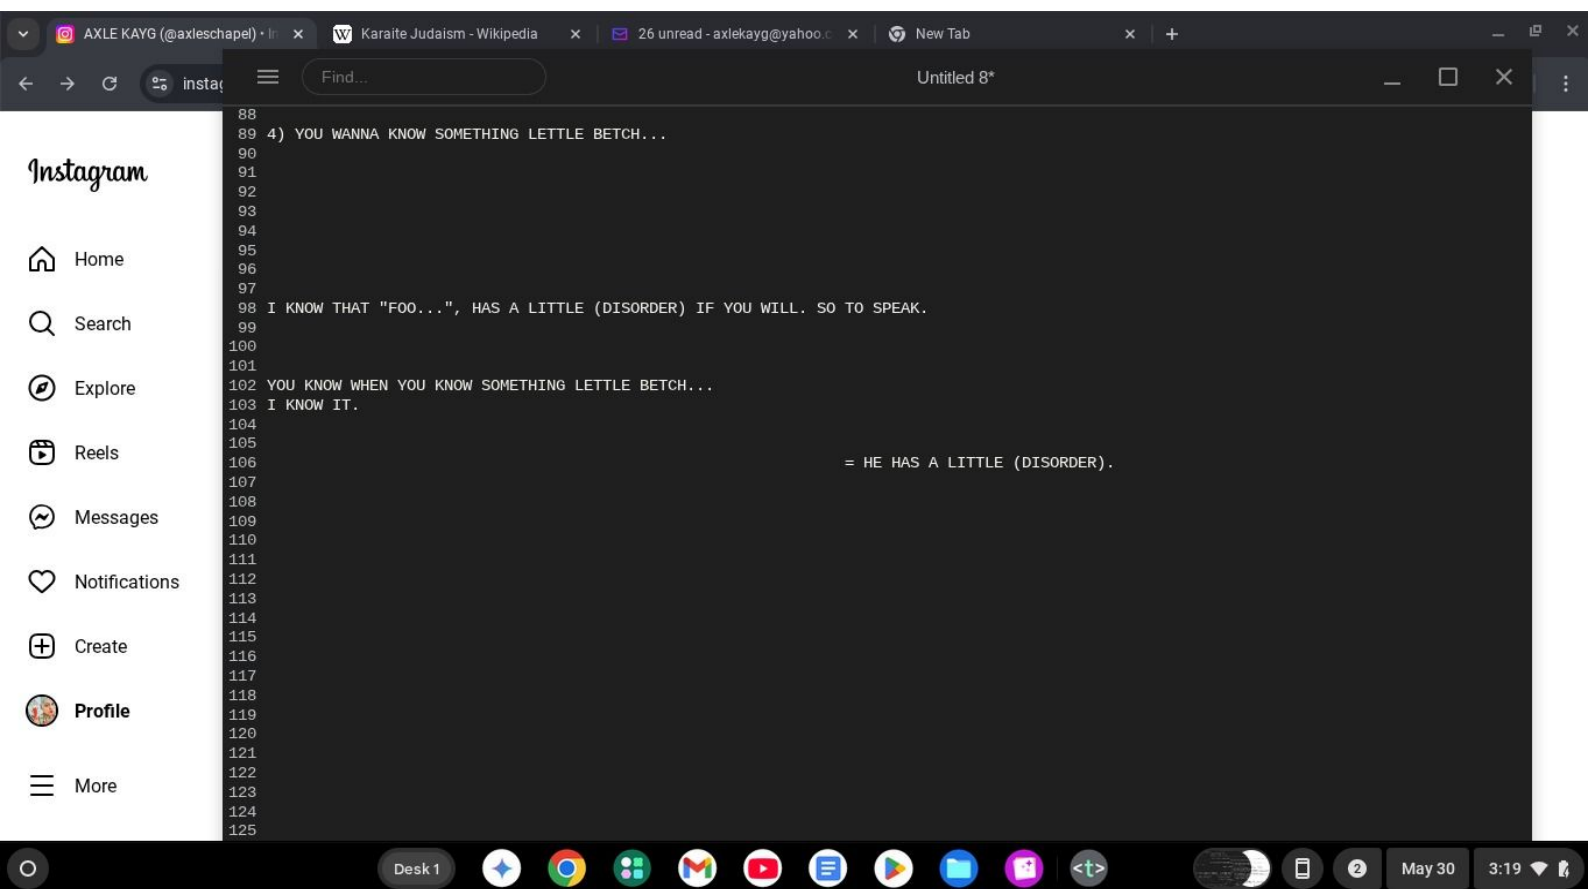 AXLE KAYG (@axleschapel) • In
Karaite Judaism - Wikipedia
26 unread - axlekayg@yahoo.c
New Tab
instag
Find...
Untitled 8*
Instagram
Home
Search
Explore
Reels
Messages
Notifications
Create
Profile
More
88
89 4) YOU WANNA KNOW SOMETHING LETTLE BETCH...
90
91
92
93
94
95
96
97
98 I KNOW THAT "FOO...", HAS A LITTLE (DISORDER) IF YOU WILL. SO TO SPEAK.
99
100
101
102 YOU KNOW WHEN YOU KNOW SOMETHING LETTLE BETCH...
103 I KNOW IT.
104
105
106 = HE HAS A LITTLE (DISORDER).
107
108
109
110
111
112
113
114
115
116
117
118
119
120
121
122
123
124
125
Desk 1
<t>
2
May 30
3:19